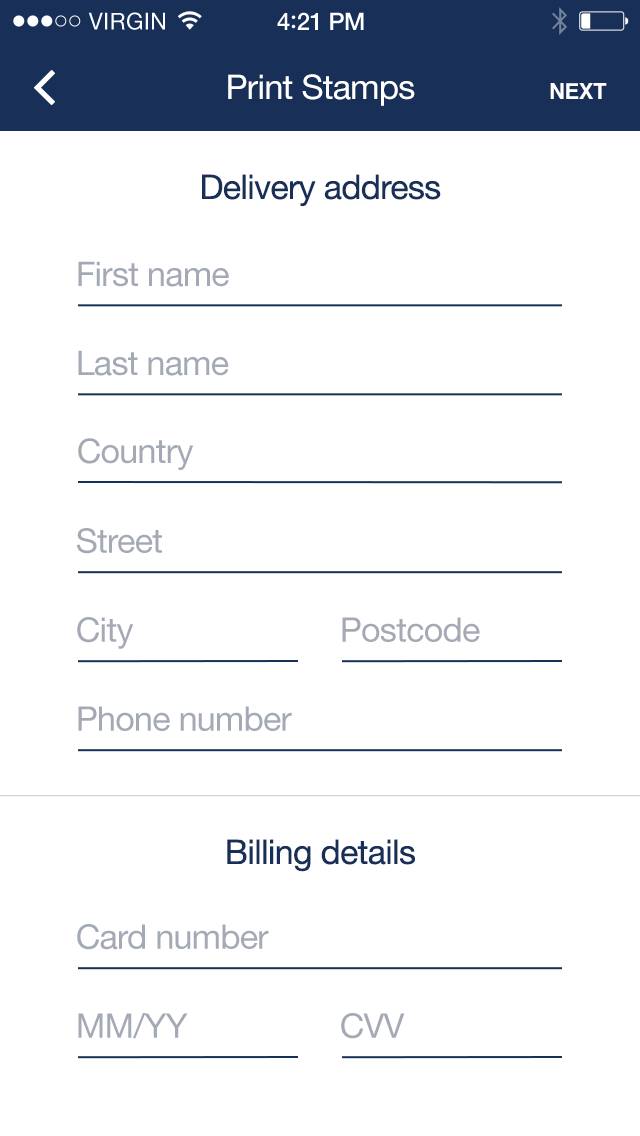 VIRGIN 4:21 PM
Print Stamps NEXT
Delivery address
First name
Last name
Country
Street
City Postcode
Phone number
Billing details
Card number
MM/YY CVV